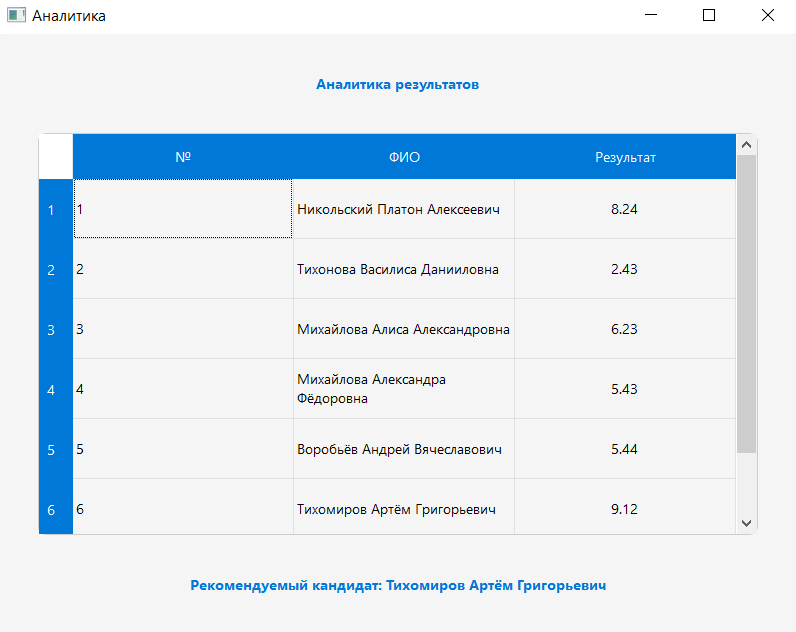 Аналитика
Аналитика результатов
№ ФИО Результат
1 1 Никольский Платон Алексеевич 8.24
2 2 Тихонова Василиса Данииловна 2.43
3 3 Михайлова Алиса Александровна 6.23
4 4 Михайлова Александра
Фёдоровна 5.43
5 5 Воробьёв Андрей Вячеславович 5.44
6 6 Тихомиров Артём Григорьевич 9.12
Рекомендуемый кандидат: Тихомиров Артём Григорьевич